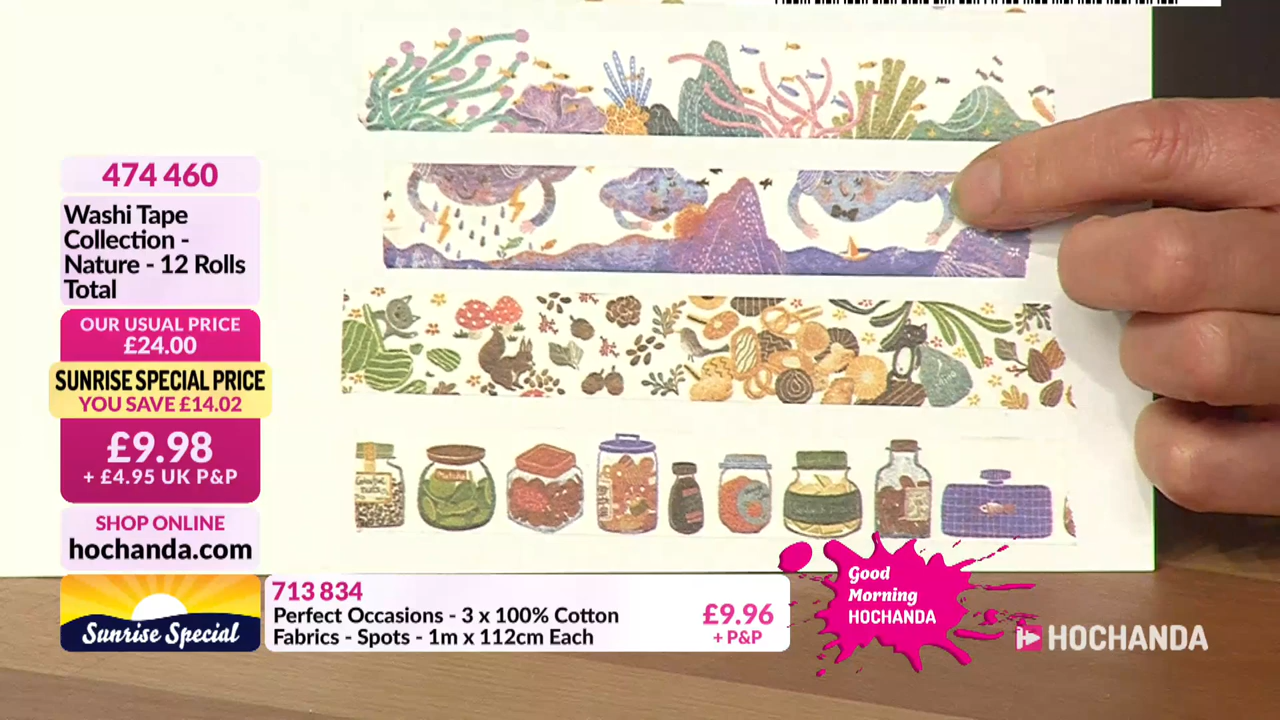 474 460
Washi Tape
Collection -
Nature - 12 Rolls
Total
OUR USUAL PRICE
£24.00
SUNRISE SPECIAL PRICE
YOU SAVE £14.02
£9.98
+ £4.95 UK P&P
SHOP ONLINE
hochanda.com
Sunrise Special
713 834
Perfect Occasions - 3 x 100% Cotton
Fabrics - Spots - 1m x 112cm Each
£9.96
+ P&P
Good
Morning
HOCHANDA
HOCHANDA